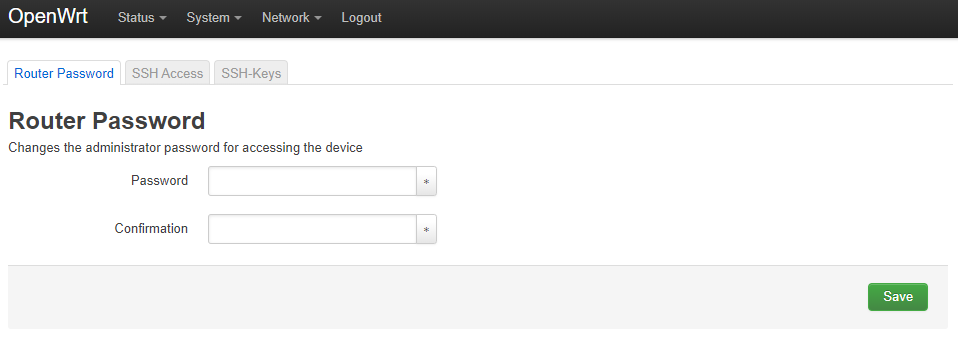 OpenWrt Status System Network Logout
Router Password SSH Access SSH-Keys
Router Password
Changes the administrator password for accessing the device
Password *
Confirmation *
Save